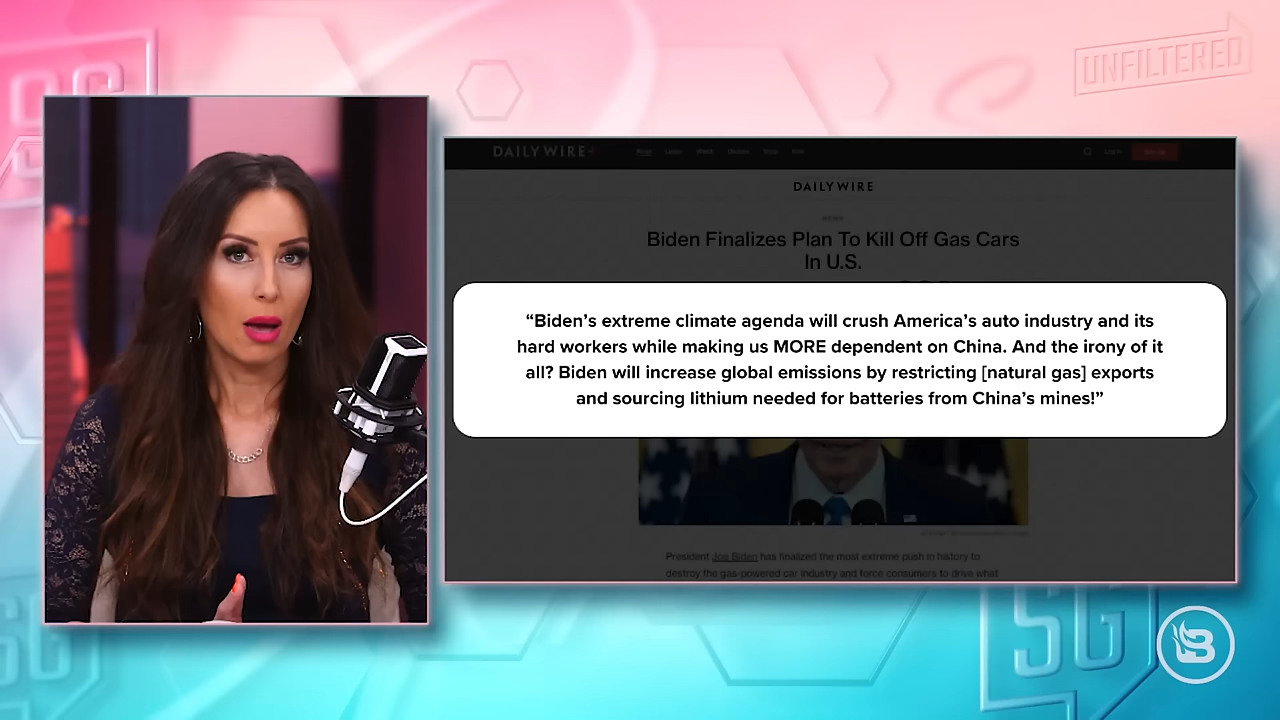 SG
UNFILTERED
DAILY WIRE
DAILY WIRE
Biden Finalizes Plan To Kill Off Gas Cars
In U.S.
“Biden’s extreme climate agenda will crush America’s auto industry and its
hard workers while making us MORE dependent on China. And the irony of it
all? Biden will increase global emissions by restricting [natural gas] exports
and sourcing lithium needed for batteries from China’s mines!”
President Joe Biden has finalized the most extreme push in history to
destroy the gas-powered car industry and force consumers to drive what
SG
SG
B